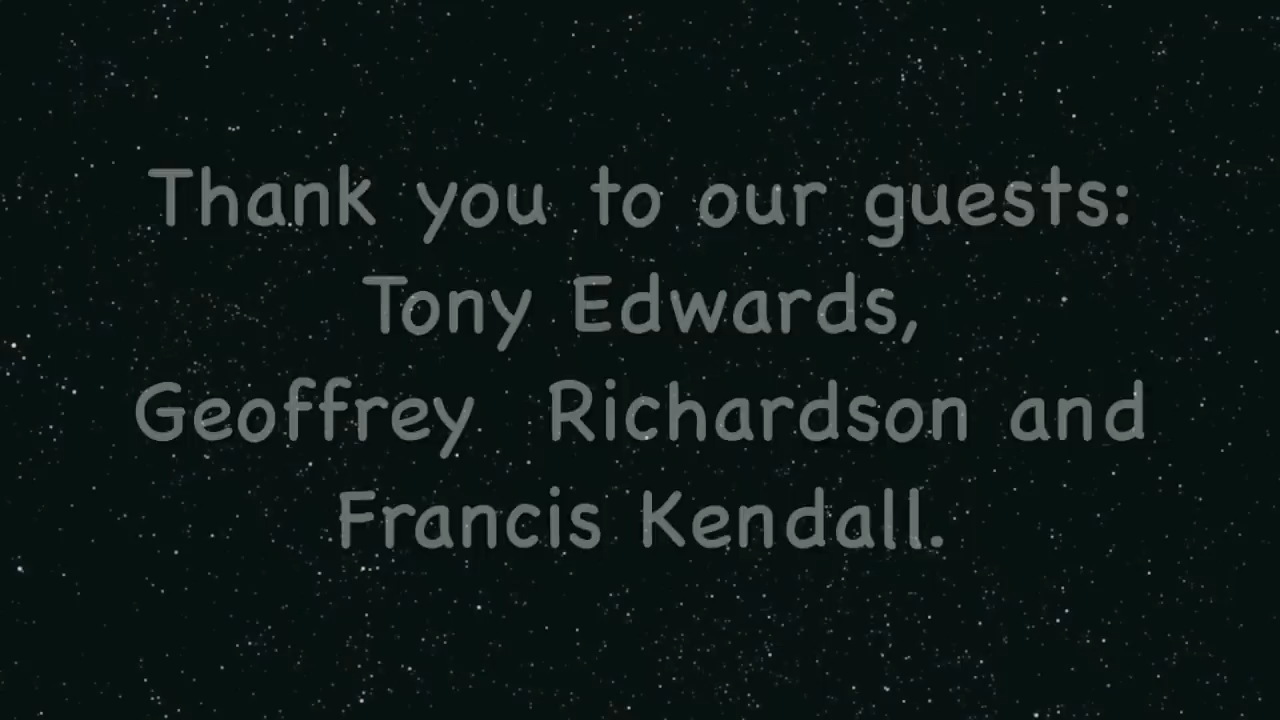 Thank you to our guests:
Tony Edwards,
Geoffrey Richardson and
Francis Kendall.